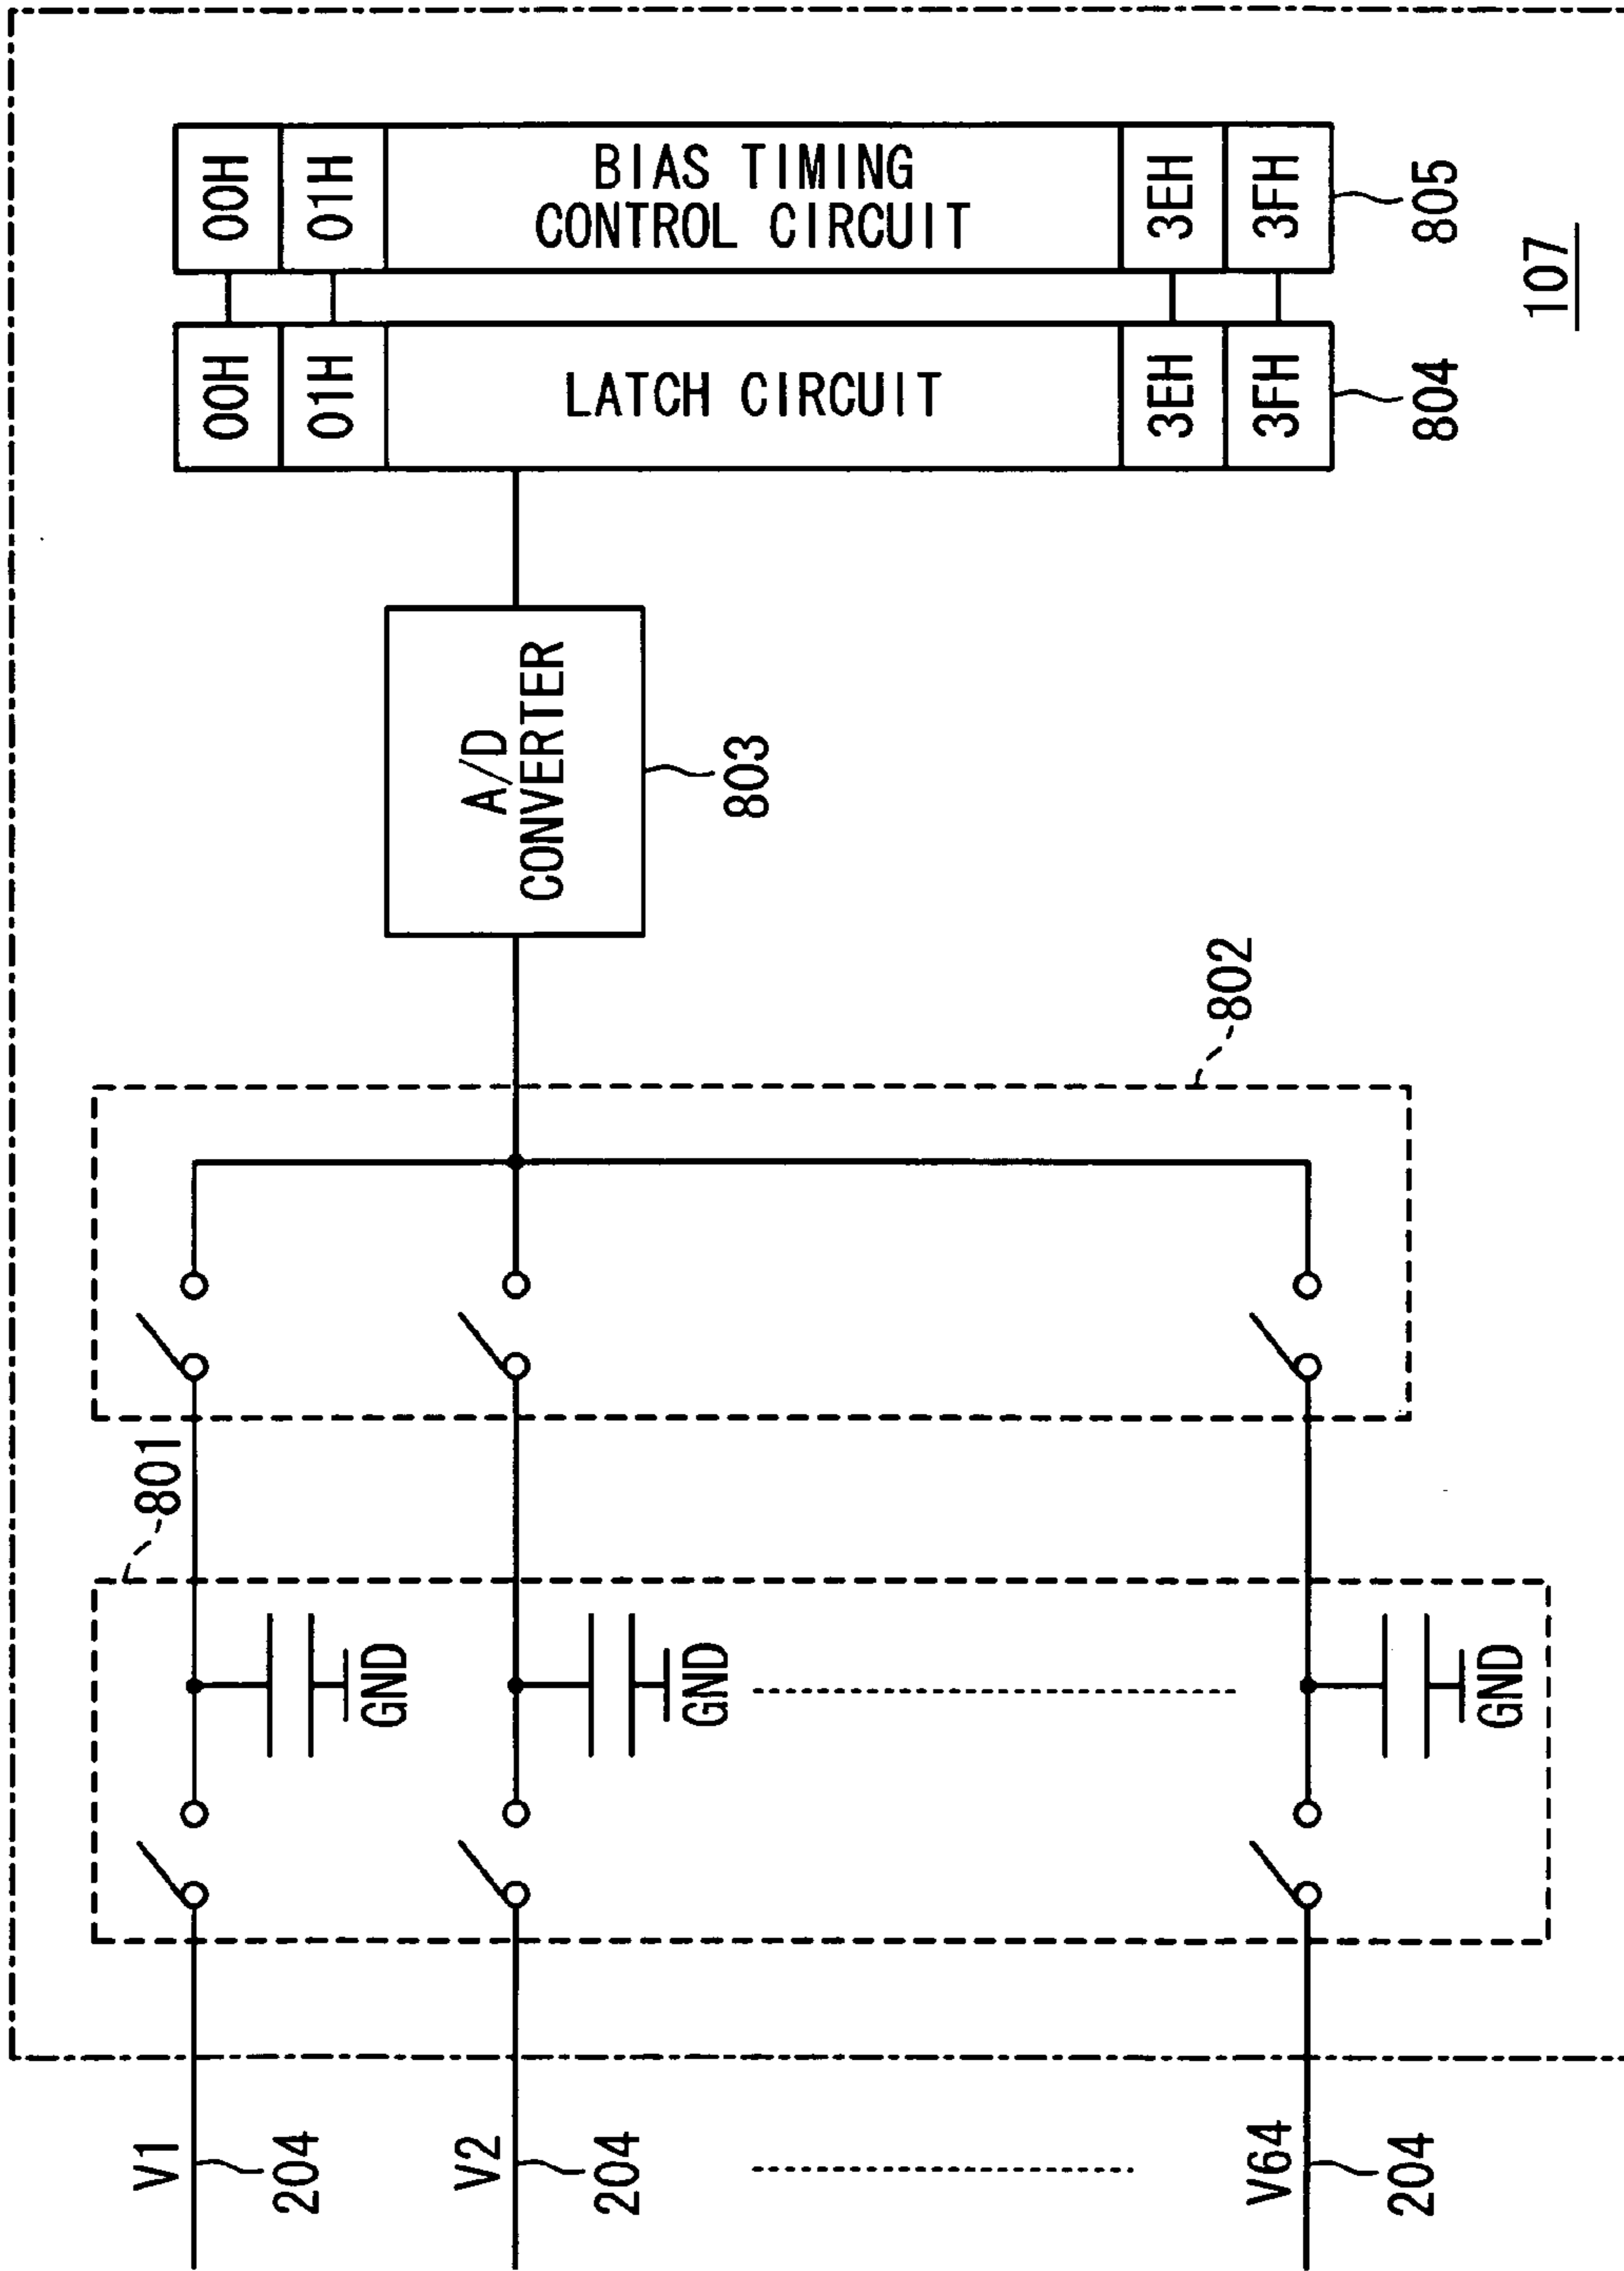 V1
204
V2
204
V64
204
801
GND
GND
GND
802
A/D
CONVERTER
803
00H
01H
LATCH CIRCUIT
3EH
3FH
804
00H
01H
BIAS TIMING
CONTROL CIRCUIT
3EH
3FH
805
107